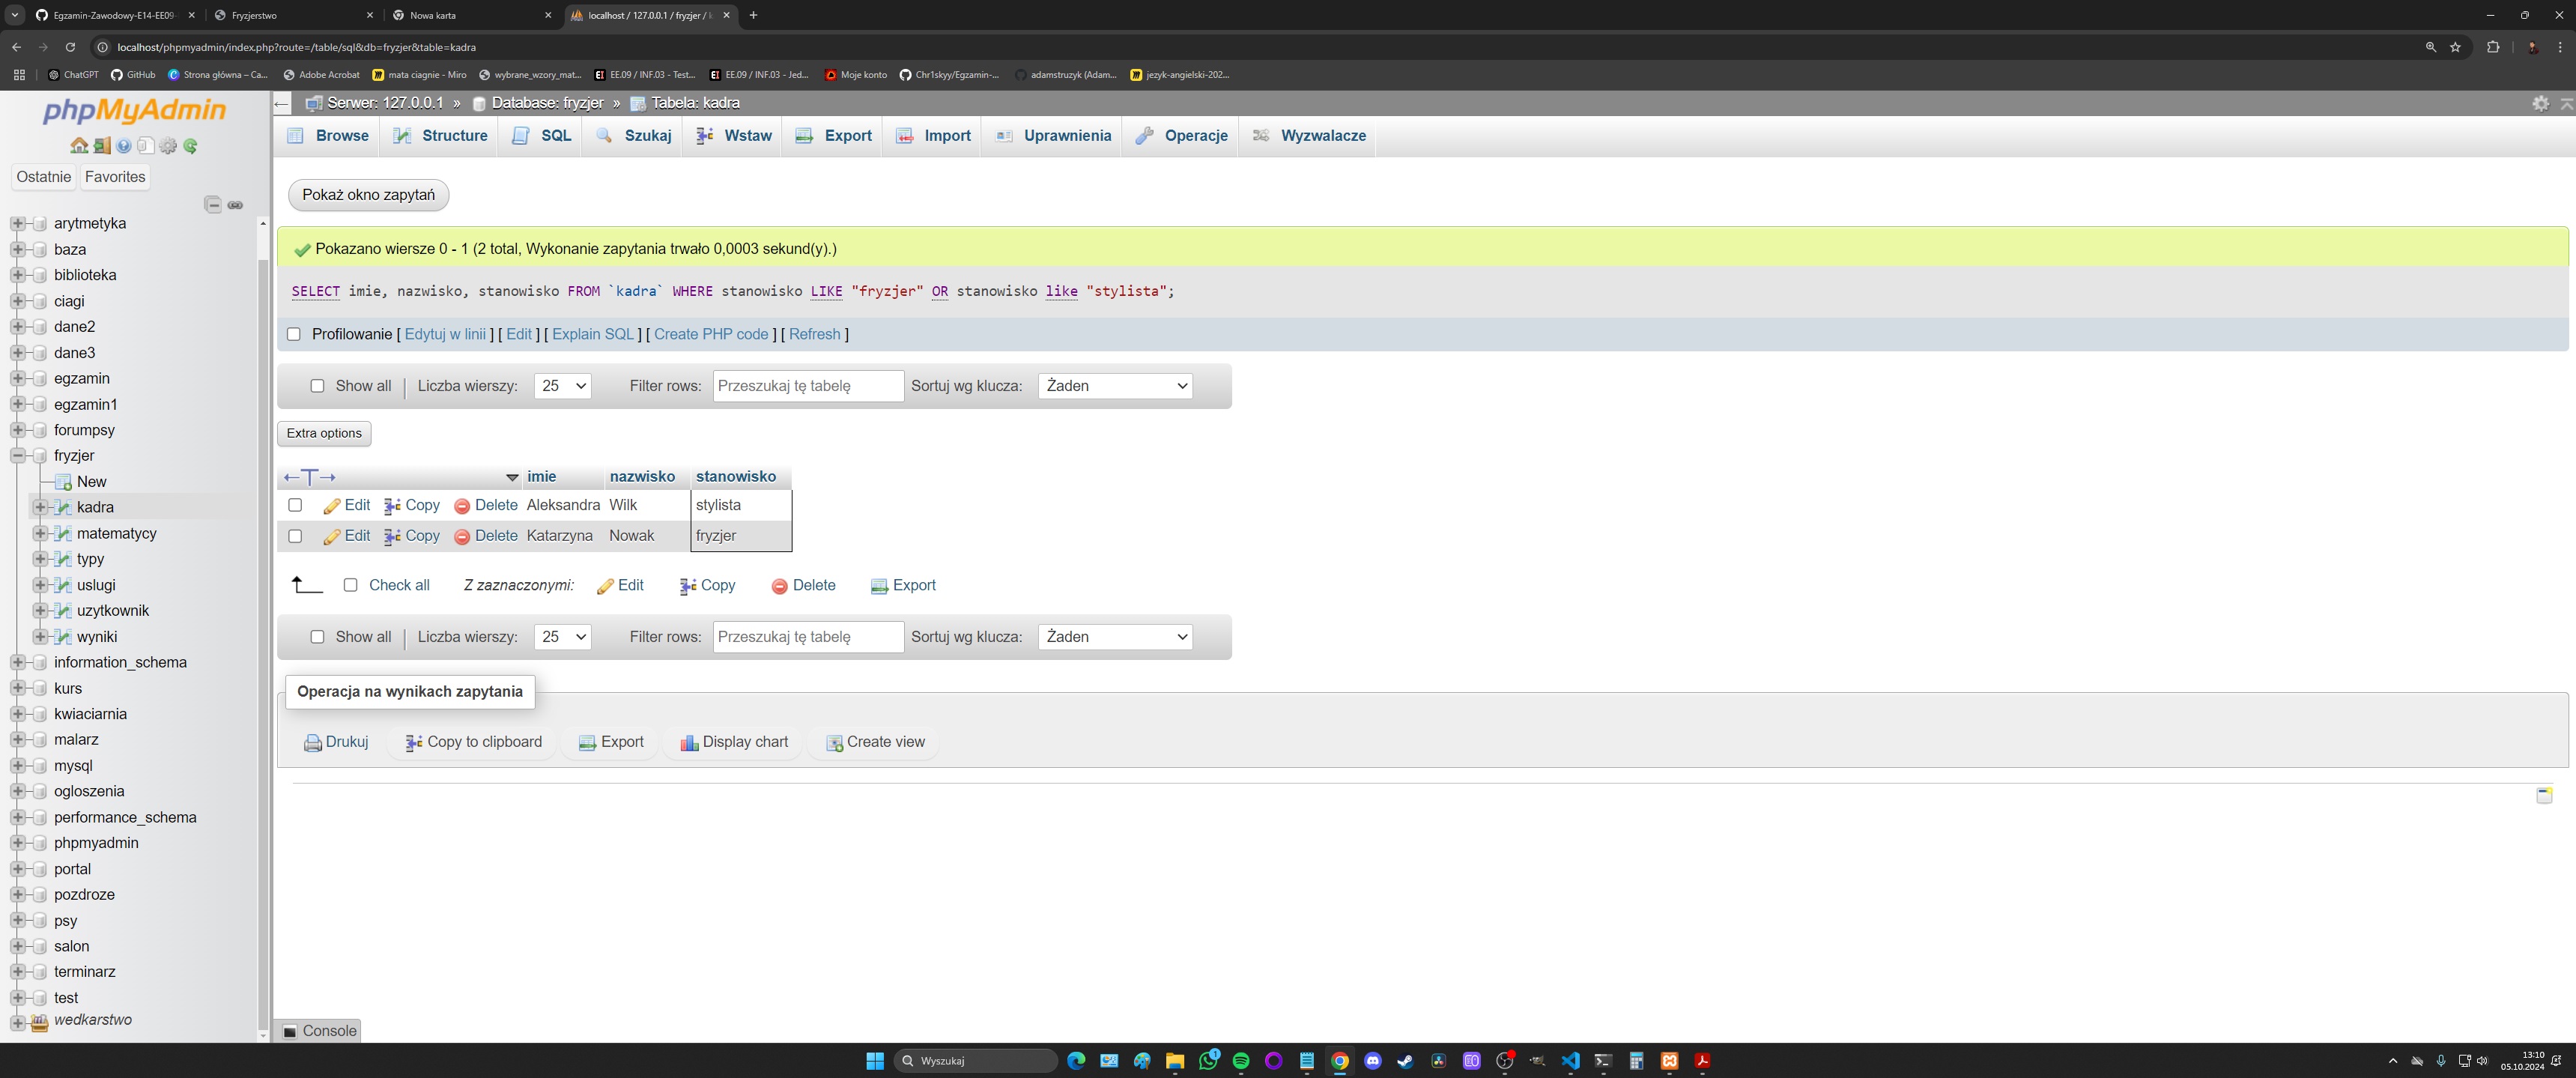 Egzamin-Zawodowy-E14-EE09-
Fryzjerstwo
Nowa karta
localhost / 127.0.0.1 / fryzjer / k
localhost/phpmyadmin/index.php?route=/table/sql&db=fryzjer&table=kadra
ChatGPT
GitHub
Strona główna – Ca...
Adobe Acrobat
mata ciagnie - Miro
wybrane_wzory_mat...
EE.09 / INF.03 - Test...
EE.09 / INF.03 - Jed...
Moje konto
Chr1skyy/Egzamin-...
adamstruzyk (Adam...
jezyk-angielski-202...
phpMyAdmin
Ostatnie
Favorites
arytmetyka
baza
biblioteka
ciagi
dane2
dane3
egzamin
egzamin1
forumpsy
fryzjer
New
kadra
matematycy
typy
uslugi
uzytkownik
wyniki
information_schema
kurs
kwiaciarnia
malarz
mysql
ogloszenia
performance_schema
phpmyadmin
portal
pozdroze
psy
salon
terminarz
test
wedkarstwo
Serwer: 127.0.0.1 » Database: fryzjer » Tabela: kadra
Browse Structure SQL Szukaj Wstaw Export Import Uprawnienia Operacje Wyzwalacze
Pokaż okno zapytań
Pokazano wiersze 0 - 1 (2 total, Wykonanie zapytania trwało 0,0003 sekund(y).)
SELECT imie, nazwisko, stanowisko FROM `kadra` WHERE stanowisko LIKE "fryzjer" OR stanowisko like "stylista";
Profilowanie [ Edytuj w linii ] [ Edit ] [ Explain SQL ] [ Create PHP code ] [ Refresh ]
Show all | Liczba wierszy: 25 Filter rows: Przeszukaj tę tabelę Sortuj wg klucza: Żaden
Extra options
←T→ imie nazwisko stanowisko
Edit Copy Delete Aleksandra Wilk stylista
Edit Copy Delete Katarzyna Nowak fryzjer
Check all Z zaznaczonymi: Edit Copy Delete Export
Show all | Liczba wierszy: 25 Filter rows: Przeszukaj tę tabelę Sortuj wg klucza: Żaden
Operacja na wynikach zapytania
Drukuj Copy to clipboard Export Display chart Create view
Console
Wyszukaj
1
13:10
05.10.2024